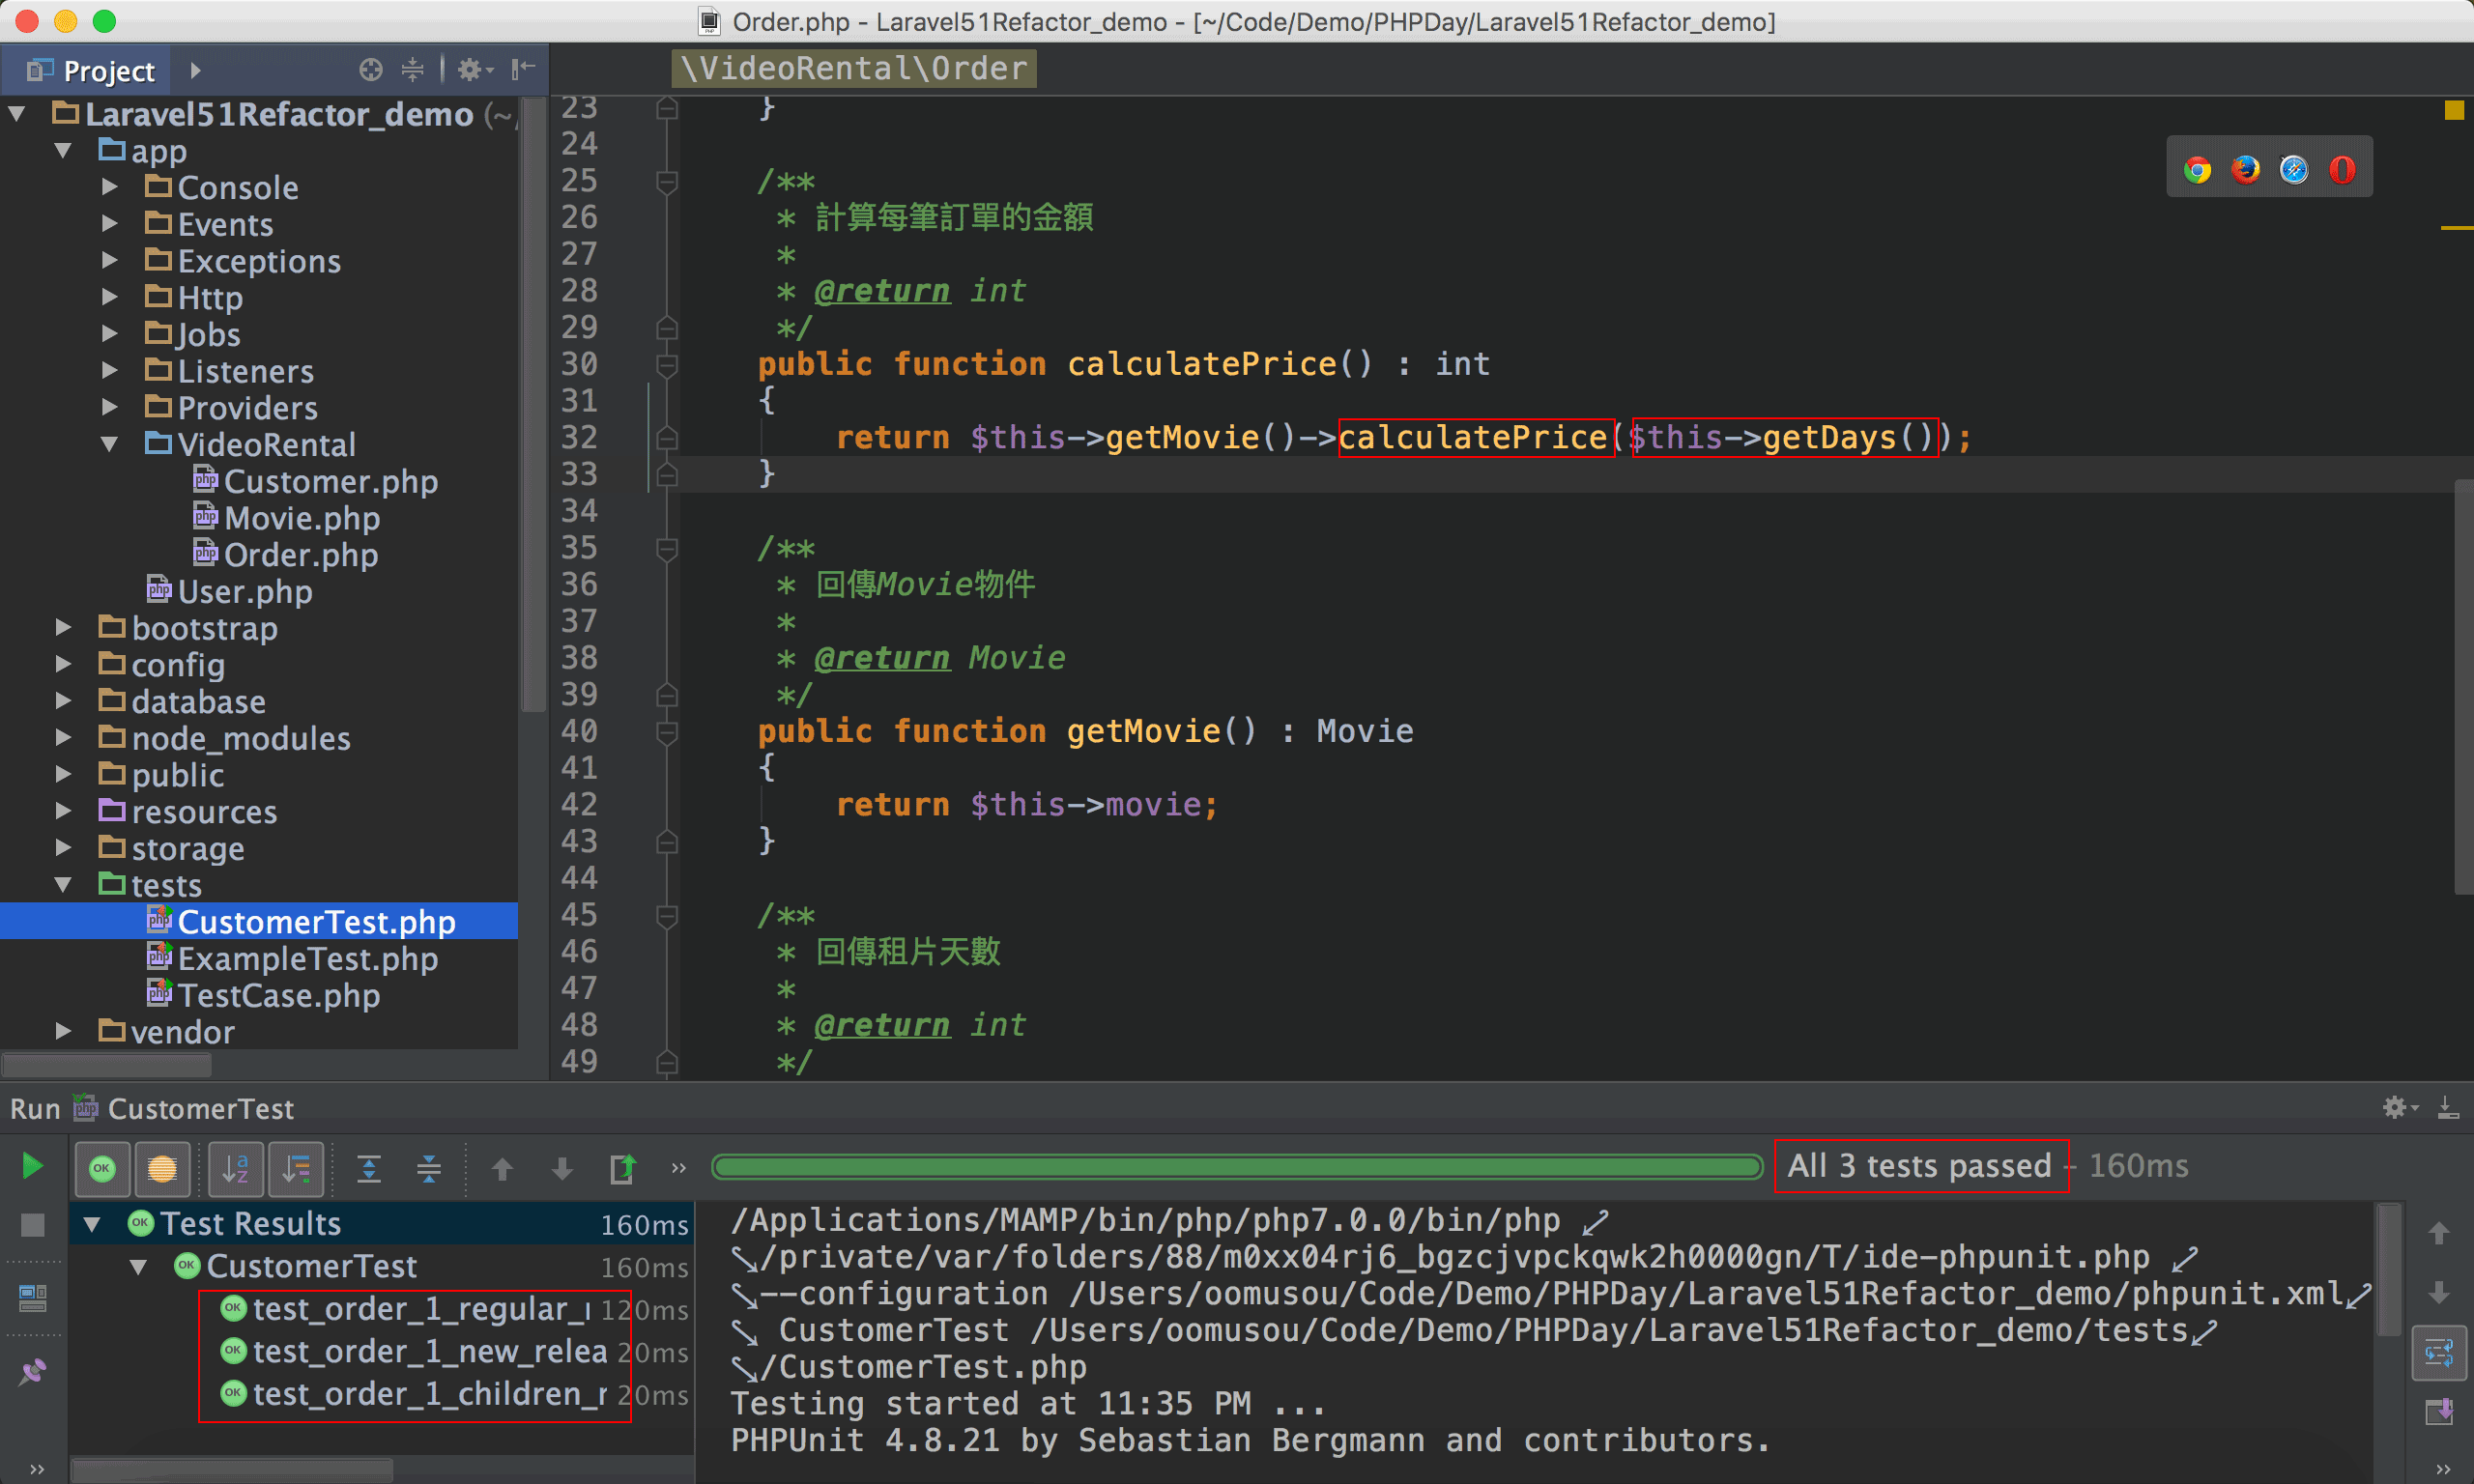 Order.php - Laravel51Refactor_demo - [~/Code/Demo/PHPDay/Laravel51Refactor_demo]
Project
\VideoRental\Order
Laravel51Refactor_demo (~/
app
Console
Events
Exceptions
Http
Jobs
Listeners
Providers
VideoRental
Customer.php
Movie.php
Order.php
User.php
bootstrap
config
database
node_modules
public
resources
storage
tests
CustomerTest.php
ExampleTest.php
TestCase.php
vendor
23 }
24
25 /**
26 * 計算每筆訂單的金額
27 *
28 * @return int
29 */
30 public function calculatePrice() : int
31 {
32 return $this->getMovie()->calculatePrice($this->getDays());
33 }
34
35 /**
36 * 回傳Movie物件
37 *
38 * @return Movie
39 */
40 public function getMovie() : Movie
41 {
42 return $this->movie;
43 }
44
45 /**
46 * 回傳租片天數
47 *
48 * @return int
49 */
Run CustomerTest
All 3 tests passed – 160ms
Test Results 160ms
CustomerTest 160ms
test_order_1_regular_ 120ms
test_order_1_new_relea 20ms
test_order_1_children_ 20ms
/Applications/MAMP/bin/php/php7.0.0/bin/php
/private/var/folders/88/m0xx04rj6_bgzcjvpckqwk2h0000gn/T/ide-phpunit.php
--configuration /Users/oomusou/Code/Demo/PHPDay/Laravel51Refactor_demo/phpunit.xml
CustomerTest /Users/oomusou/Code/Demo/PHPDay/Laravel51Refactor_demo/tests
/CustomerTest.php
Testing started at 11:35 PM ...
PHPUnit 4.8.21 by Sebastian Bergmann and contributors.